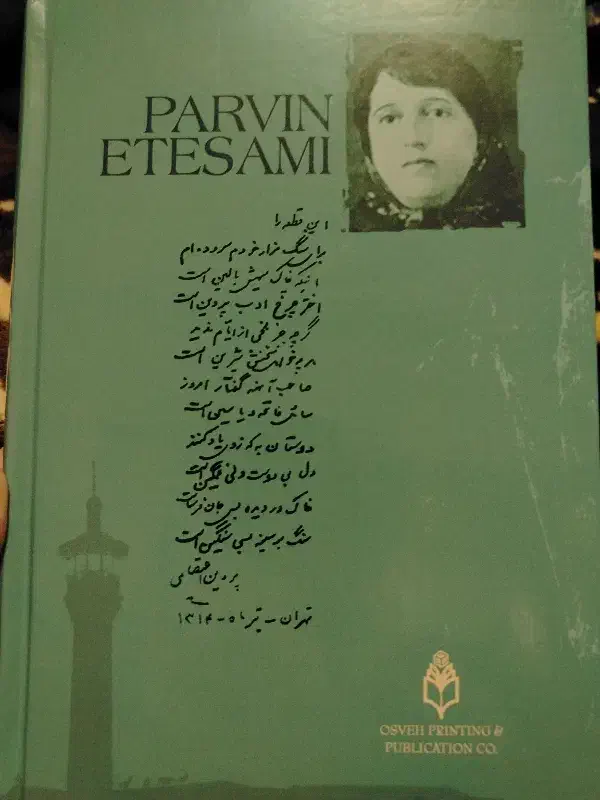 PARVIN
ETESAMI
این قطعه را
برای سنگ مزار خودم سروده‌ام
اینکه خاک سیهش بالین است
اختر چرخ ادب پروین است
گرچه جز تلخی از ایام ندید
هر چه خواهی سخنش شیرین است
صاحب آنهمه گفتار امروز
سائل فاتحه و یاسین است
دوستان به که ز وی یاد کنند
دل بی دوست دلی غمگین است
خاک در دیده بسی جان فرساست
سنگ بر سینه بسی سنگین است
پروین اعتصامی
تهران - تیر ماه - ۱۳۱۴
OSVEH PRINTING &
PUBLICATION CO.